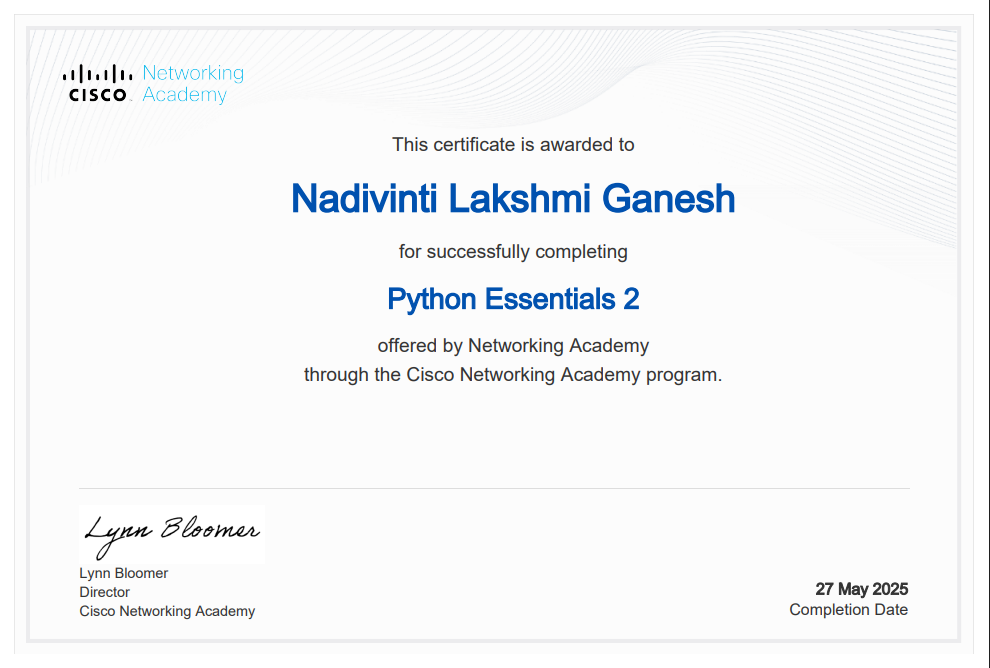 Networking
CISCO Academy
This certificate is awarded to
Nadivinti Lakshmi Ganesh
for successfully completing
Python Essentials 2
offered by Networking Academy
through the Cisco Networking Academy program.
Lynn Bloomer
Lynn Bloomer
Director
Cisco Networking Academy
27 May 2025
Completion Date